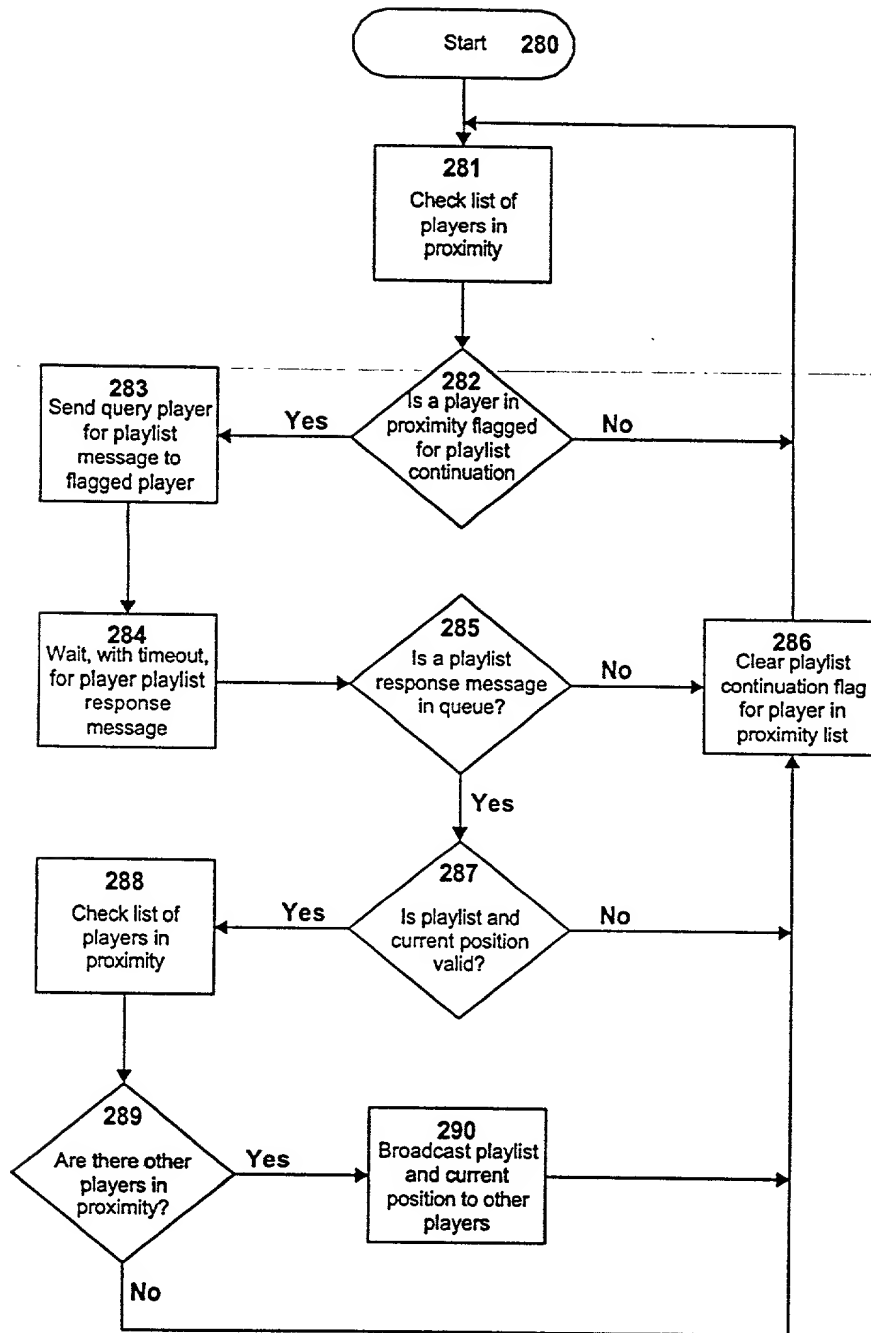 Start 280
281
Check list of
players in
proximity
282
Is a player in
proximity flagged
for playlist
continuation
Yes
No
283
Send query player
for playlist
message to
flagged player
284
Wait, with timeout,
for player playlist
response
message
285
Is a playlist
response message
in queue?
No
Yes
286
Clear playlist
continuation flag
for player in
proximity list
287
Is playlist and
current position
valid?
Yes
No
288
Check list of
players in
proximity
289
Are there other
players in
proximity?
Yes
No
290
Broadcast playlist
and current
position to other
players